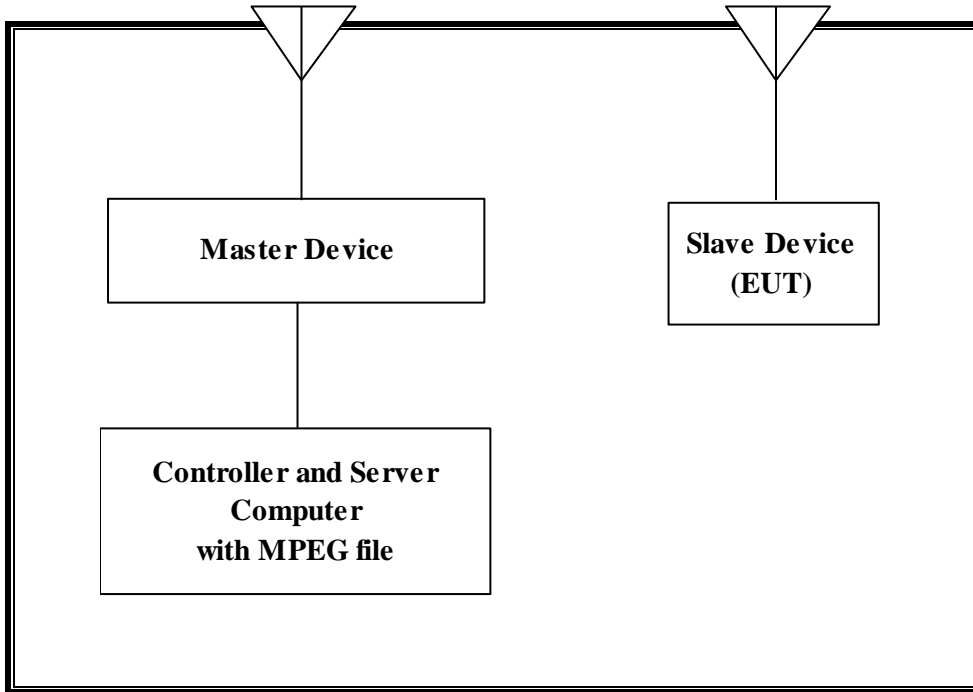 Master Device
Slave Device
(EUT)
Controller and Server
Computer
with MPEG file